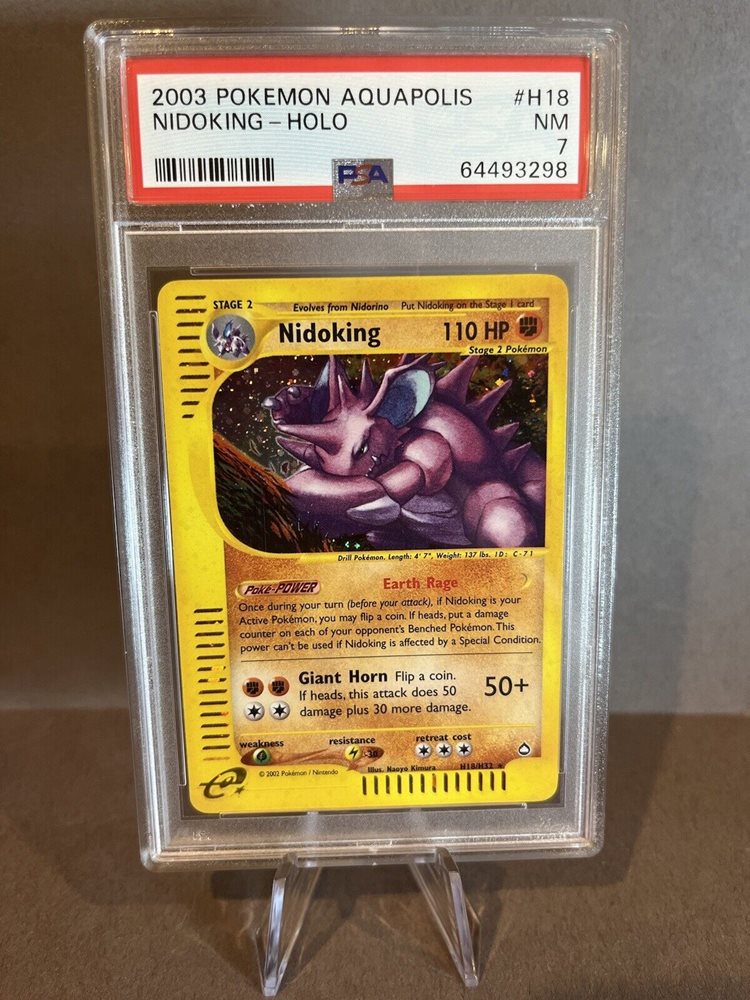 2003 POKEMON AQUAPOLIS #H18
NIDOKING - HOLO NM
7
PSA 64493298
STAGE 2 Evolves from Nidorino Put Nidoking on the Stage 1 card
Nidoking 110 HP
Stage 2 Pokémon
Drill Pokémon. Length: 4' 7", Weight: 137 lbs. ID: C-71
Poké-POWER Earth Rage
Once during your turn (before your attack), if Nidoking is your
Active Pokémon, you may flip a coin. If heads, put a damage
counter on each of your opponent's Benched Pokémon. This
power can't be used if Nidoking is affected by a Special Condition.
Giant Horn Flip a coin.
If heads, this attack does 50
damage plus 30 more damage.
50+
weakness resistance retreat cost
-30
Illus. Naoyo Kimura H18/H32
e
© 2002 Pokémon / Nintendo